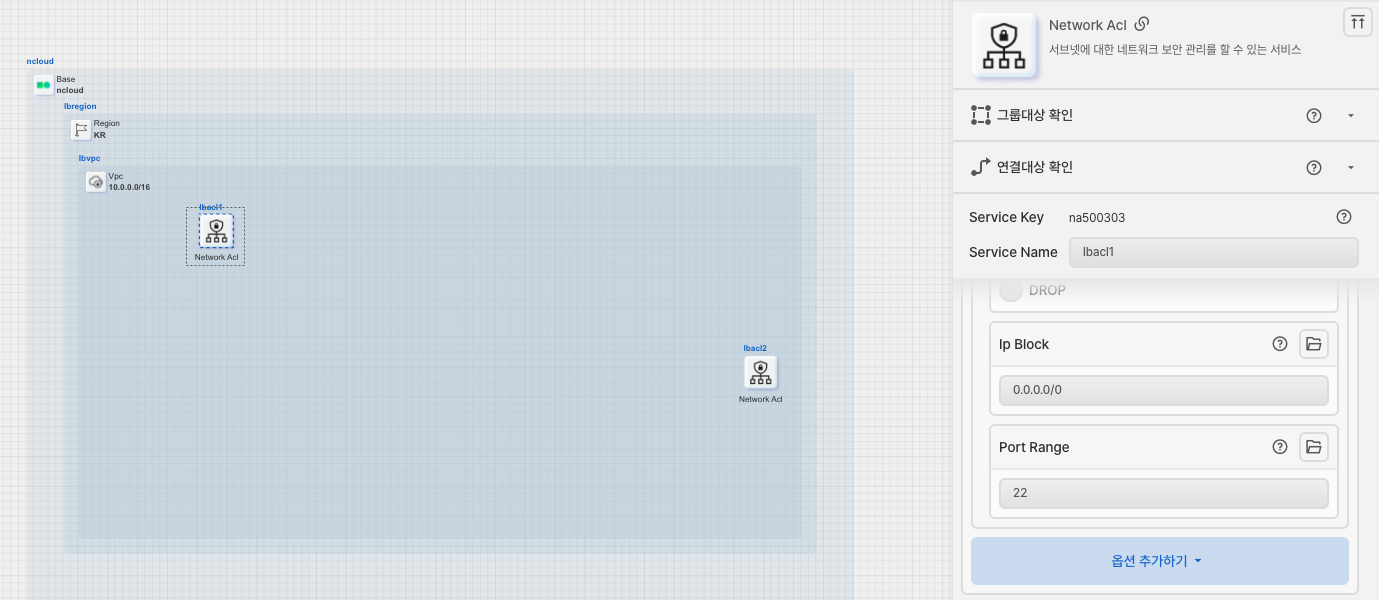 ncloud
Base
ncloud
lbregion
Region
KR
lbvpc
Vpc
10.0.0.0/16
lbacl1
Network Acl
lbacl2
Network Acl
Network Acl
서브넷에 대한 네트워크 보안 관리를 할 수 있는 서비스
그룹대상 확인
연결대상 확인
Service Key na500303
Service Name lbacl1
DROP
Ip Block
0.0.0.0/0
Port Range
22
옵션 추가하기